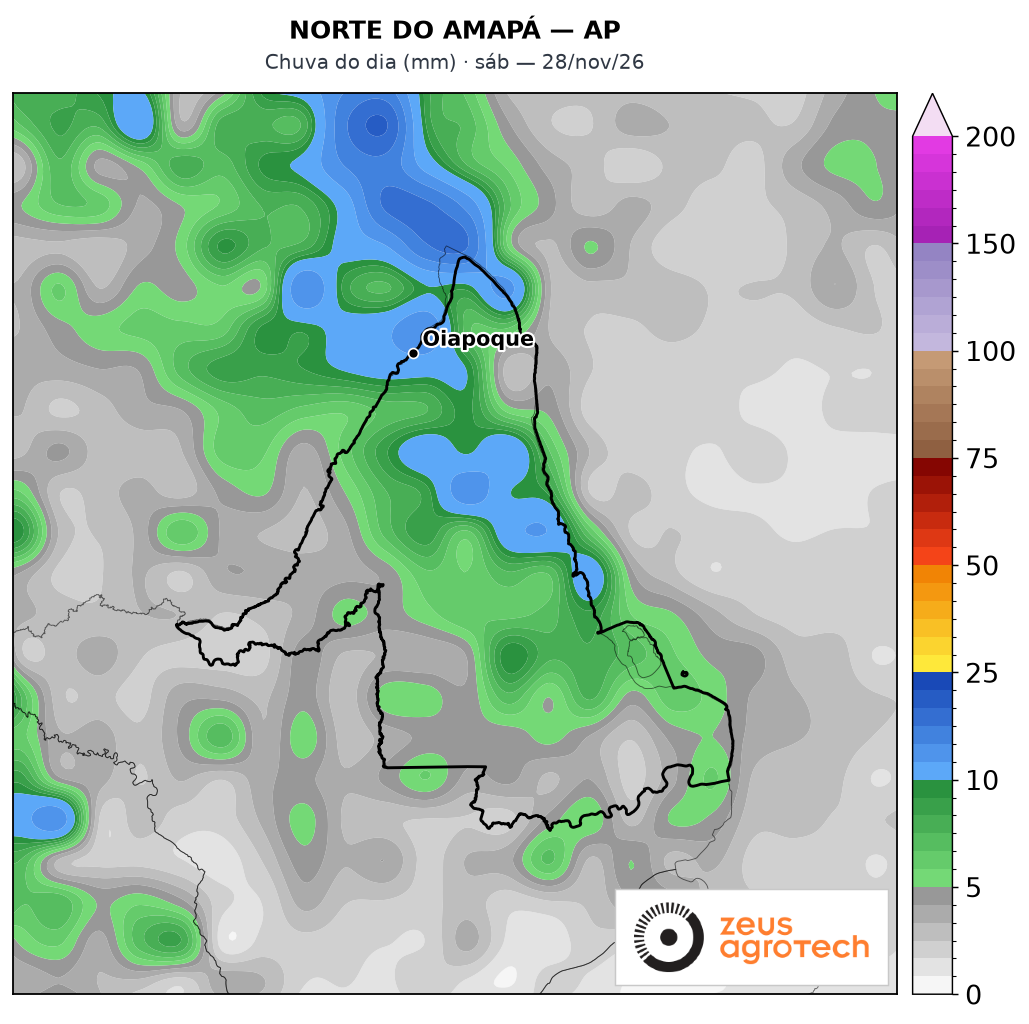 NORTE DO AMAPÁ — AP
Chuva do dia (mm) · sáb — 28/nov/26
Oiapoque
200
150
100
75
50
25
10
5
0
zeus
agrotech